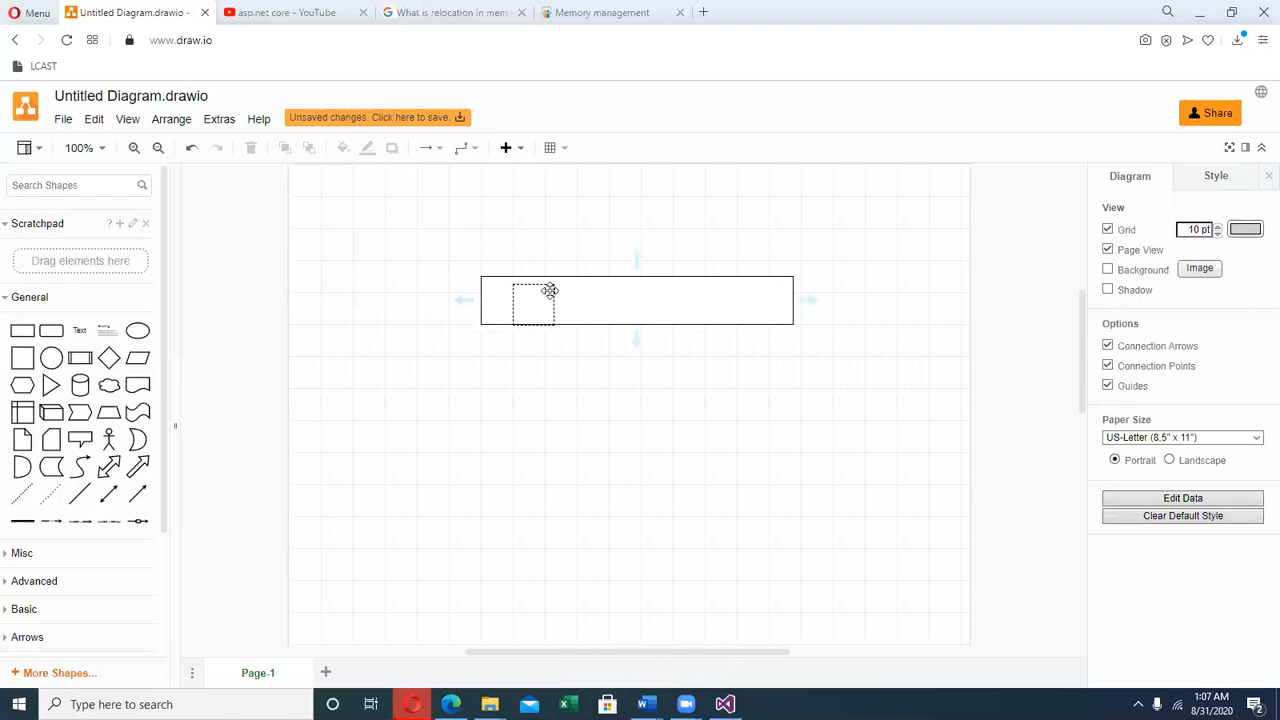 Menu
Untitled Diagram.drawio -
asp.net core - YouTube
What is relocation in mem
Memory management
www.draw.io
LCAST
Untitled Diagram.drawio
File Edit View Arrange Extras Help
Unsaved changes. Click here to save.
Share
100%
Search Shapes
Scratchpad
Drag elements here
General
Text
Misc
Advanced
Basic
Arrows
+ More Shapes...
Page-1
Diagram Style
View
Grid 10 pt
Page View
Background Image
Shadow
Options
Connection Arrows
Connection Points
Guides
Paper Size
US-Letter (8,5" x 11")
Portrait Landscape
Edit Data
Clear Default Style
Type here to search
1:07 AM
8/31/2020
2